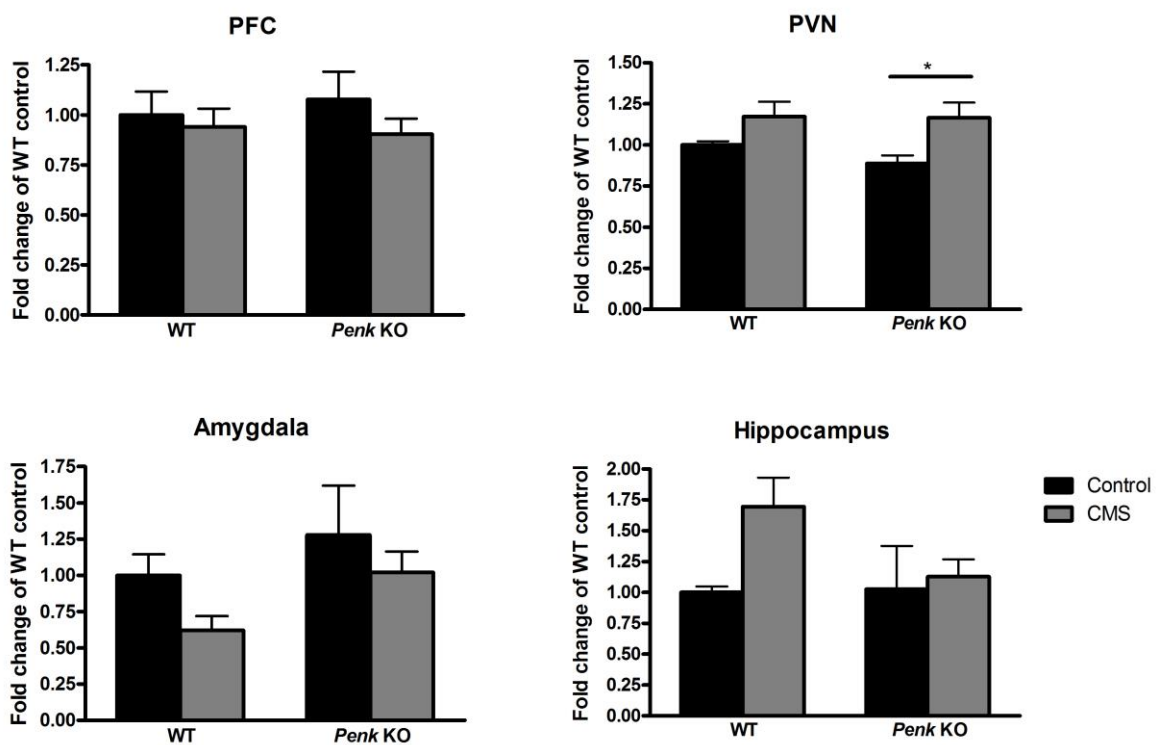 PFC
Fold change of WT control
1.25
1.00
0.75
0.50
0.25
0.00
WT Penk KO
PVN
Fold change of WT control
1.50
1.25
1.00
0.75
0.50
0.25
0.00
*
WT Penk KO
Amygdala
Fold change of WT control
1.75
1.50
1.25
1.00
0.75
0.50
0.25
0.00
WT Penk KO
Hippocampus
Fold change of WT control
2.00
1.75
1.50
1.25
1.00
0.75
0.50
0.25
0.00
WT Penk KO
Control
CMS